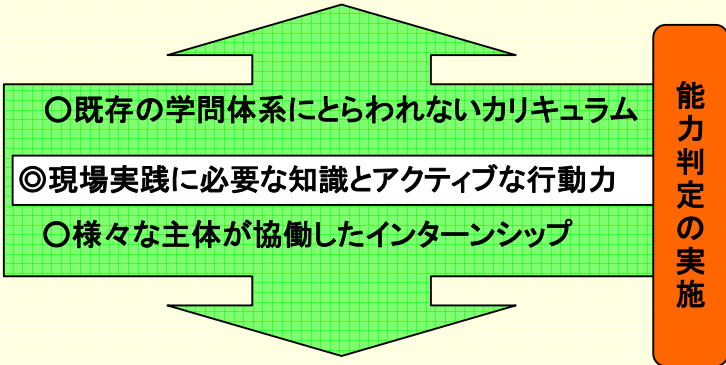 〇既存の学問体系にとらわれないカリキュラム
◎現場実践に必要な知識とアクティブな行動力
〇様々な主体が協働したインターンシップ
能力判定の実施